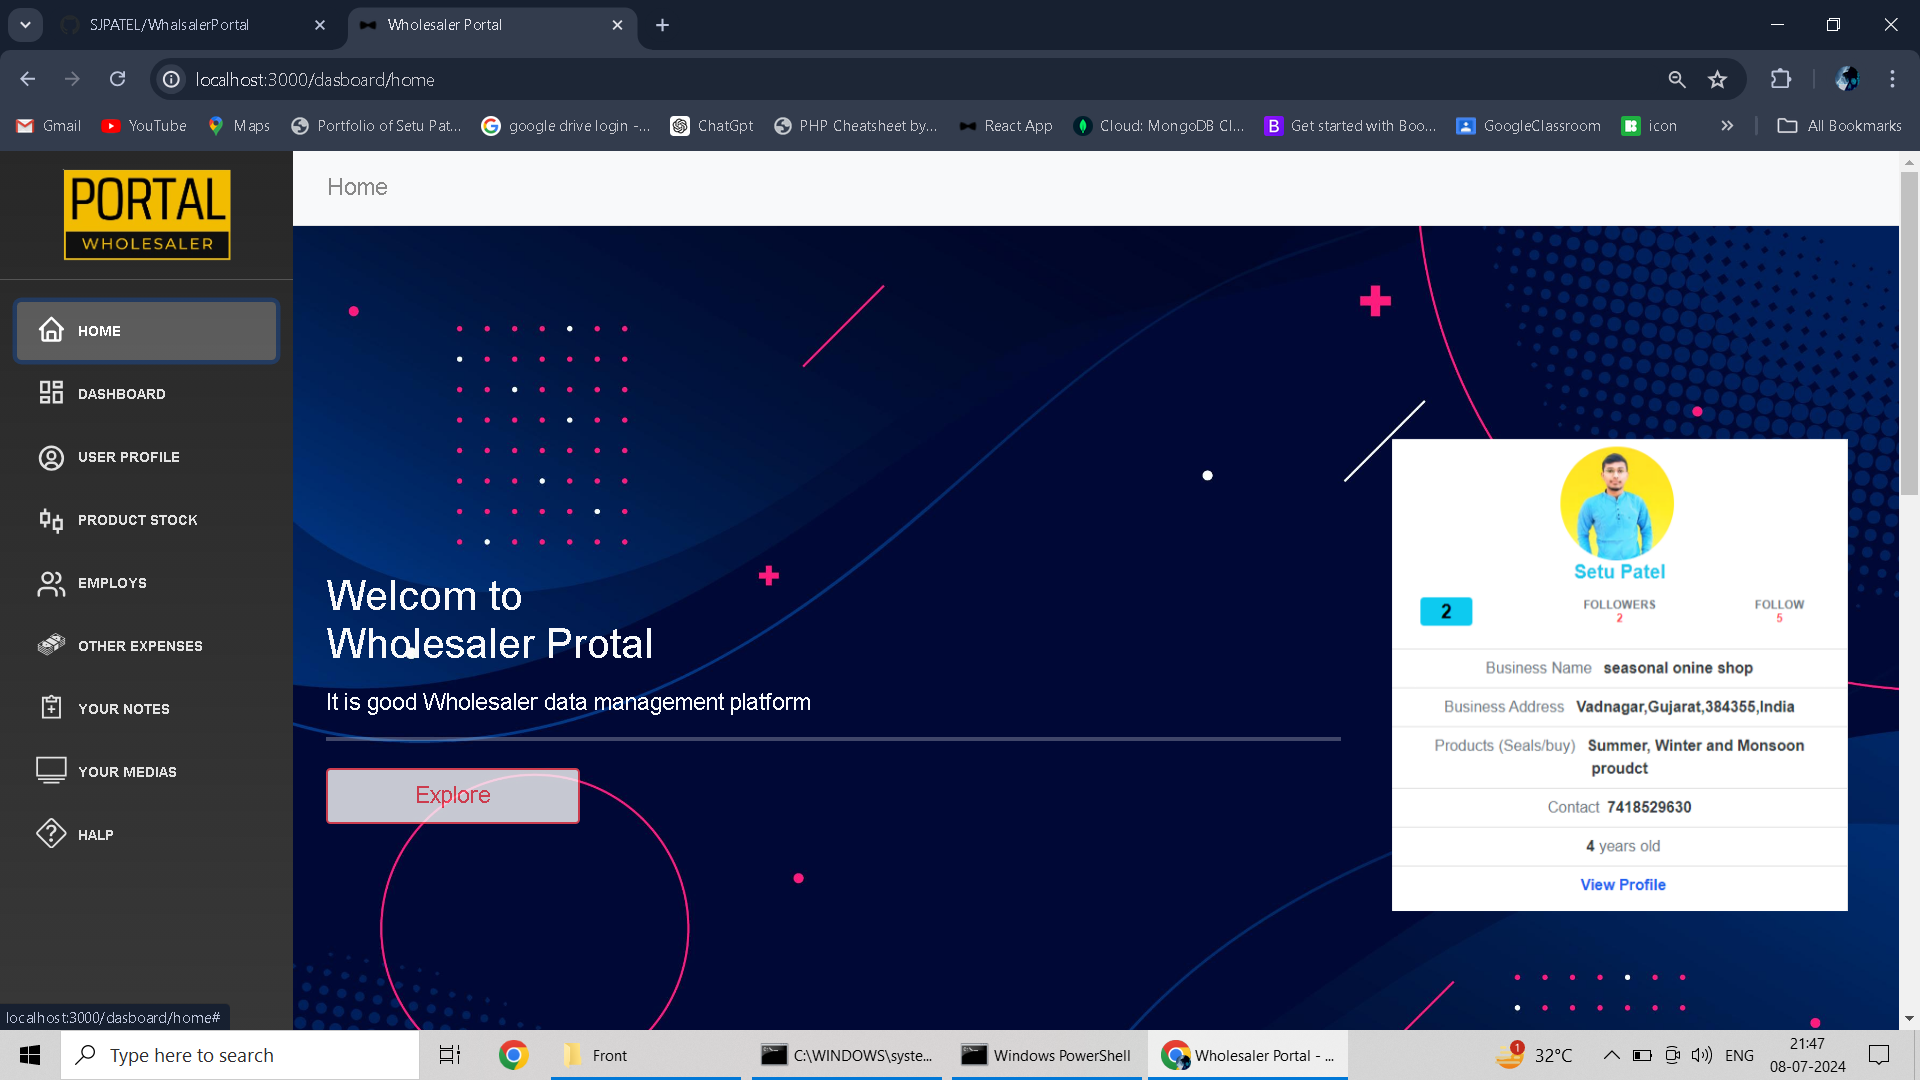 SJPATEL/WhalsalerPortal
Wholesaler Portal
localhost:3000/dasboard/home
Gmail
YouTube
Maps
Portfolio of Setu Pat...
google drive login -...
ChatGpt
PHP Cheatsheet by...
React App
Cloud: MongoDB Cl...
B
Get started with Boo...
GoogleClassroom
icon
All Bookmarks
PORTAL
WHOLESALER
Home
HOME
DASHBOARD
USER PROFILE
PRODUCT STOCK
EMPLOYS
OTHER EXPENSES
YOUR NOTES
YOUR MEDIAS
HALP
Welcom to
Wholesaler Protal
It is good Wholesaler data management platform
Explore
Setu Patel
2
FOLLOWERS
2
FOLLOW
5
Business Name seasonal onine shop
Business Address Vadnagar,Gujarat,384355,India
Products (Seals/buy) Summer, Winter and Monsoon
proudct
Contact 7418529630
4 years old
View Profile
localhost:3000/dasboard/home#
Type here to search
Front
C:\WINDOWS\syste...
Windows PowerShell
Wholesaler Portal - ...
1
32°C
ENG
21:47
08-07-2024